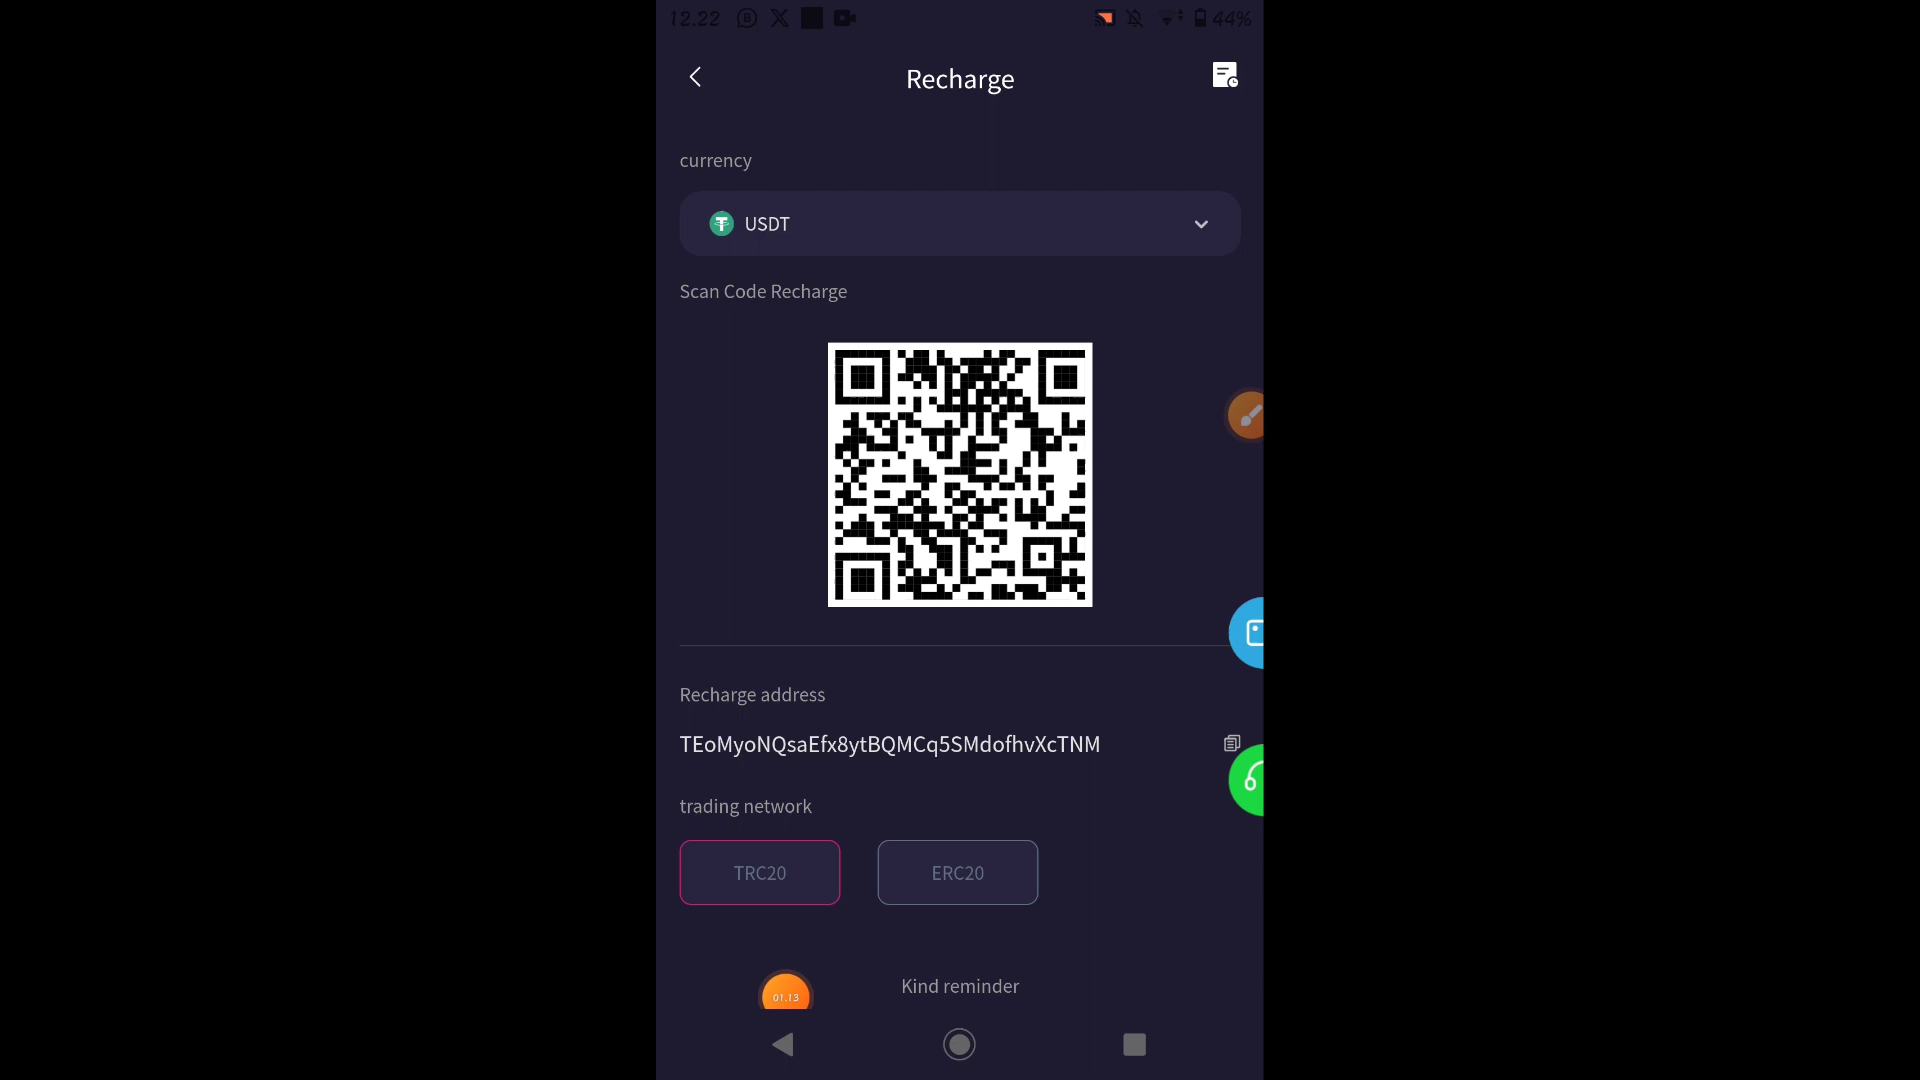 12.22
44%
Recharge
currency
USDT
Scan Code Recharge
Recharge address
TEoMyoNQsaEfx8ytBQMCq5SMdofhvXcTNM
trading network
TRC20 ERC20
Kind reminder
01.13